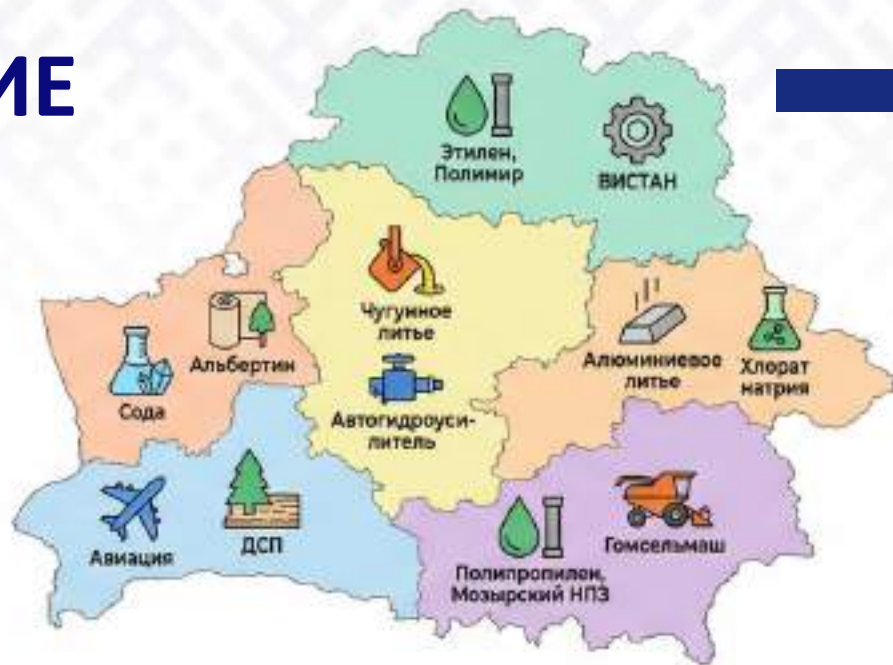 ИЕ
Этилен,
Полимир
ВИСТАН
Чугунное
литье
Автогидроуси-
литель
Альбертин
Сода
Алюминиевое
литье
Хлорат
натрия
Авиация
ДСП
Полипропилен,
Мозырский НПЗ
Гомсельмаш